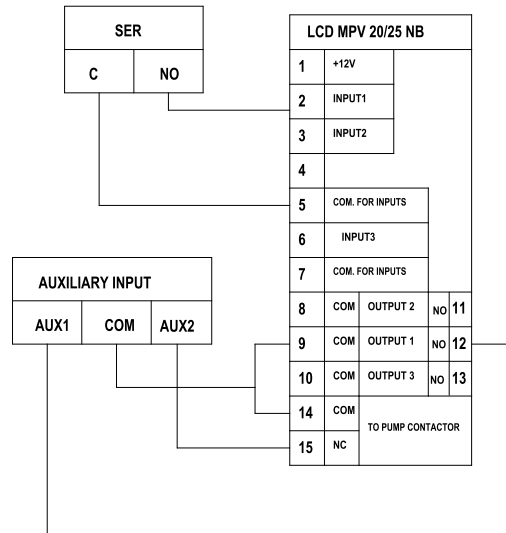 SER
C NO
LCD MPV 20/25 NB
1 +12V
2 INPUT1
3 INPUT2
4
5 COM. FOR INPUTS
6 INPUT3
7 COM. FOR INPUTS
8 COM OUTPUT 2 NO 11
9 COM OUTPUT 1 NO 12
10 COM OUTPUT 3 NO 13
14 COM
TO PUMP CONTACTOR
15 NC
AUXILIARY INPUT
AUX1 COM AUX2